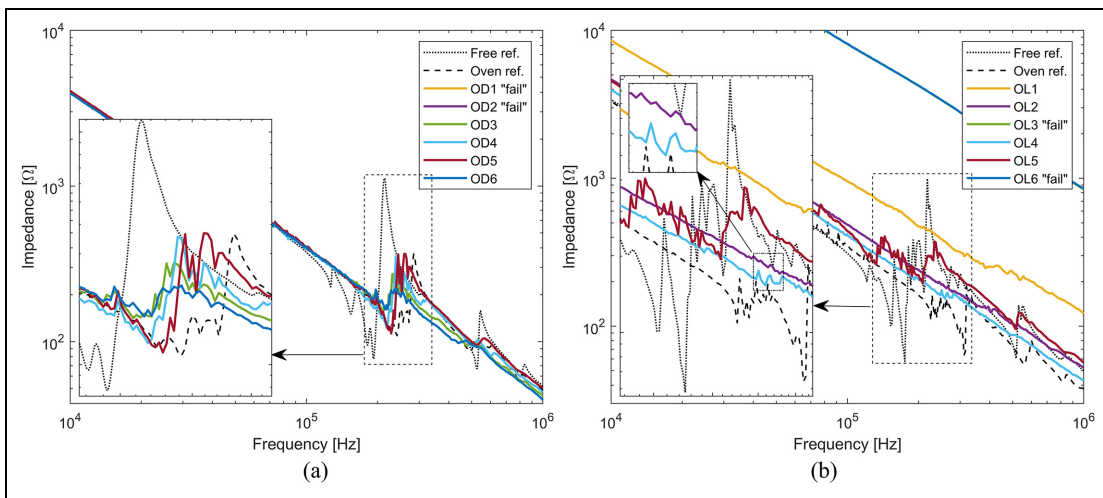 10^4
10^3
10^2
Impedance [Ω]
10^4
10^5
10^6
Frequency [Hz]
Free ref.
Oven ref.
OD1 "fail"
OD2 "fail"
OD3
OD4
OD5
OD6
(a)
10^4
10^3
10^2
Impedance [Ω]
10^4
10^5
10^6
Frequency [Hz]
Free ref.
Oven ref.
OL1
OL2
OL3 "fail"
OL4
OL5
OL6 "fail"
(b)